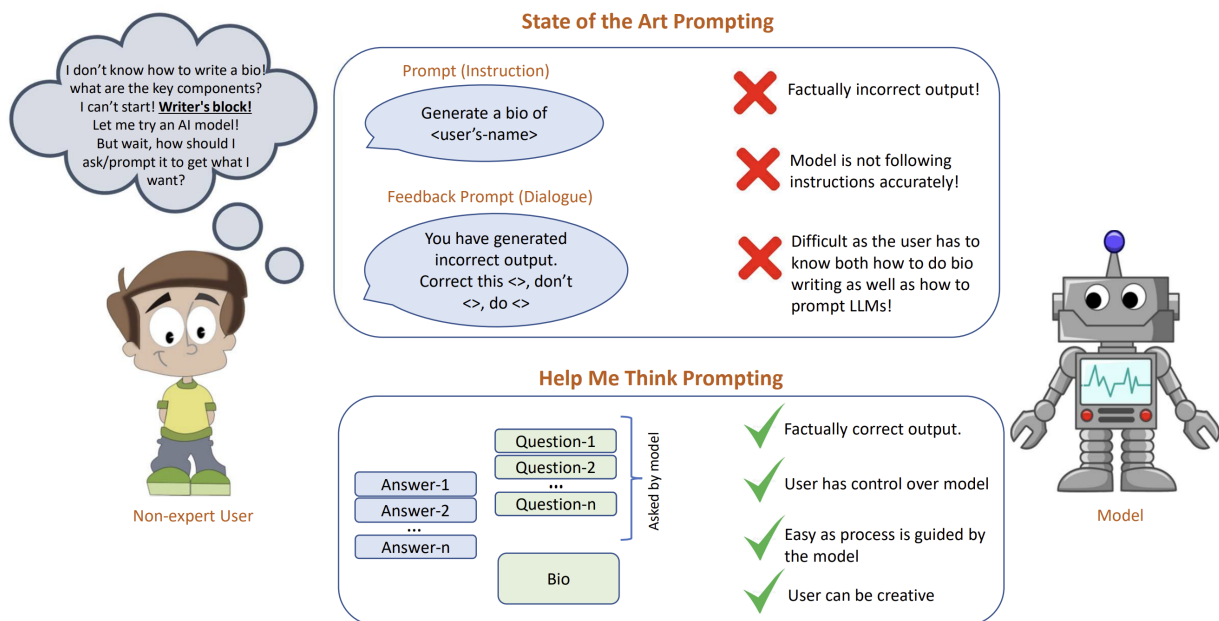 State of the Art Prompting
I don't know how to write a bio!
what are the key components?
I can't start! Writer's block!
Let me try an AI model!
But wait, how should I
ask/prompt it to get what I
want?
Non-expert User
Prompt (Instruction)
Generate a bio of
<user's-name>
Feedback Prompt (Dialogue)
You have generated
incorrect output.
Correct this <>, don't
<>, do <>
Factually incorrect output!
Model is not following
instructions accurately!
Difficult as the user has to
know both how to do bio
writing as well as how to
prompt LLMs!
Model
Help Me Think Prompting
Question-1
Question-2
...
Question-n
Asked by model
Answer-1
Answer-2
...
Answer-n
Bio
Factually correct output.
User has control over model
Easy as process is guided by
the model
User can be creative